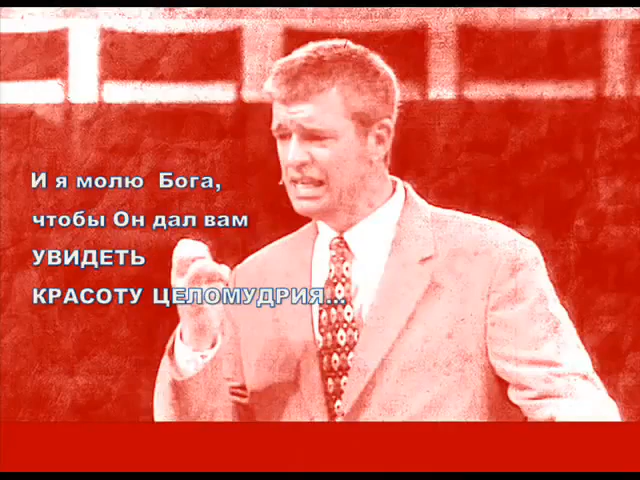 И я молю Бога,
чтобы Он дал вам
УВИДЕТЬ
КРАСОТУ ЦЕЛОМУДРИЯ...